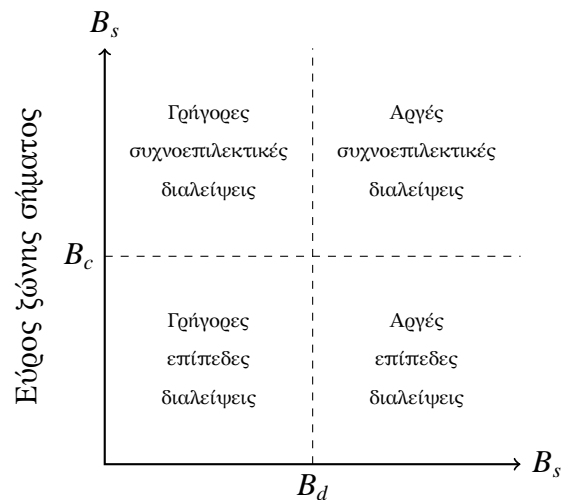 B_s
Γρήγορες
συχνοεπιλεκτικές
διαλείψεις
Αργές
συχνοεπιλεκτικές
διαλείψεις
Εύρος ζώνης σήματος
B_c
Γρήγορες
επίπεδες
διαλείψεις
Αργές
επίπεδες
διαλείψεις
B_d
B_s